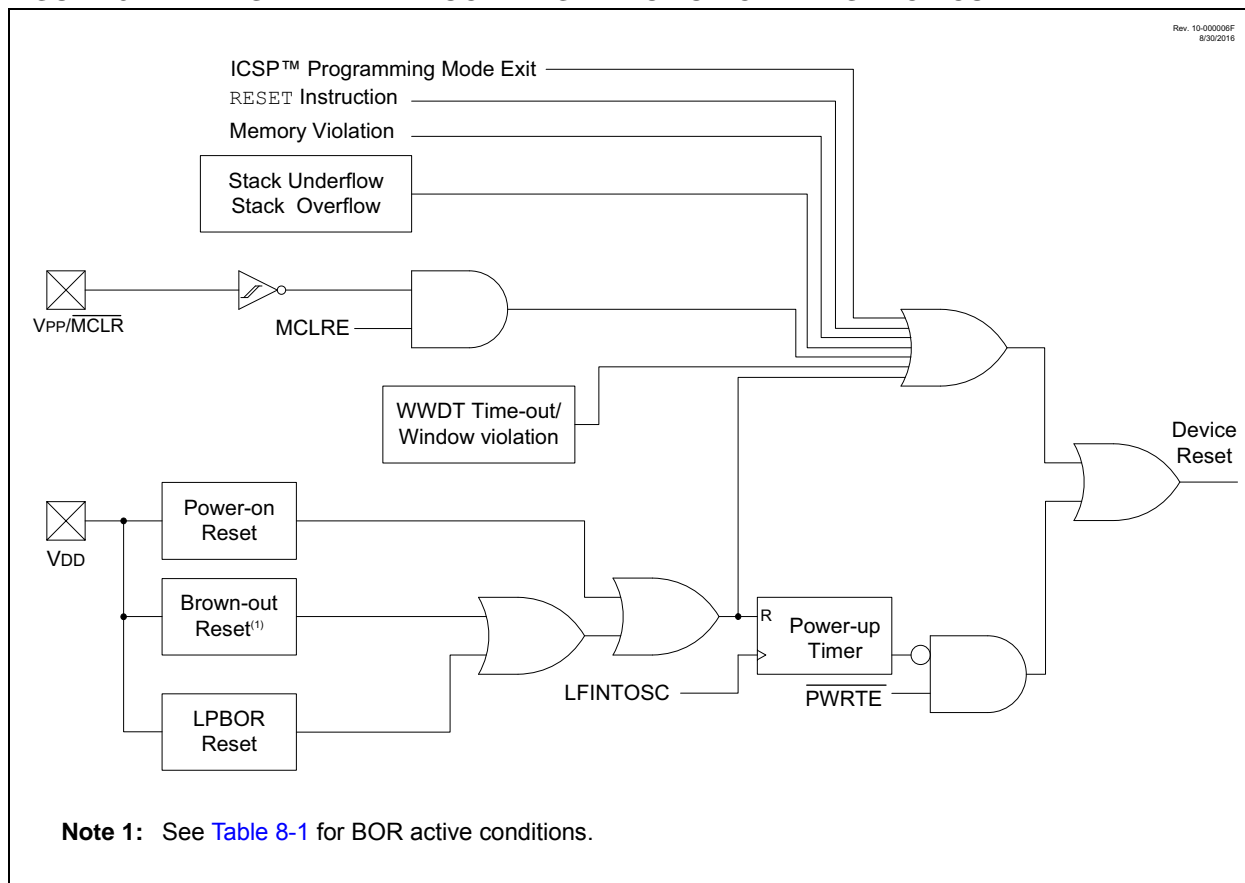 Rev. 10-000006F
8/30/2016
ICSP™ Programming Mode Exit
RESET Instruction
Memory Violation
Stack Underflow
Stack Overflow
VPP/MCLR
MCLRE
WWDT Time-out/
Window violation
Device
Reset
VDD
Power-on
Reset
Brown-out
Reset(1)
LPBOR
Reset
R
Power-up
Timer
LFINTOSC
PWRTE
Note 1: See Table 8-1 for BOR active conditions.